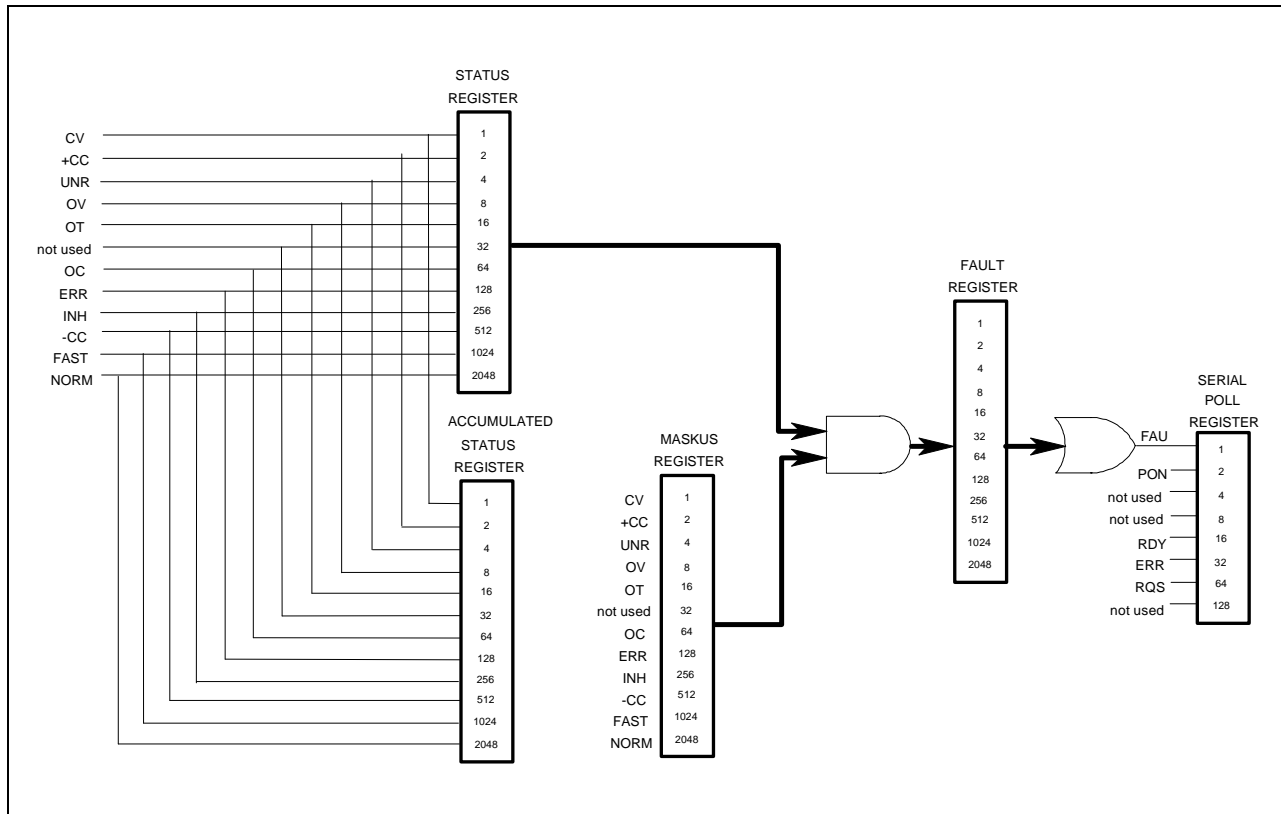 STATUS
REGISTER
CV
+CC
UNR
OV
OT
not used
OC
ERR
INH
-CC
FAST
NORM
1
2
4
8
16
32
64
128
256
512
1024
2048
ACCUMULATED
STATUS
REGISTER
1
2
4
8
16
32
64
128
256
512
1024
2048
MASKUS
REGISTER
CV 1
+CC 2
UNR 4
OV 8
OT 16
not used 32
OC 64
ERR 128
INH 256
-CC 512
FAST 1024
NORM 2048
FAULT
REGISTER
1
2
4
8
16
32
64
128
256
512
1024
2048
SERIAL
POLL
REGISTER
FAU 1
PON 2
not used 4
not used 8
RDY 16
ERR 32
RQS 64
not used 128